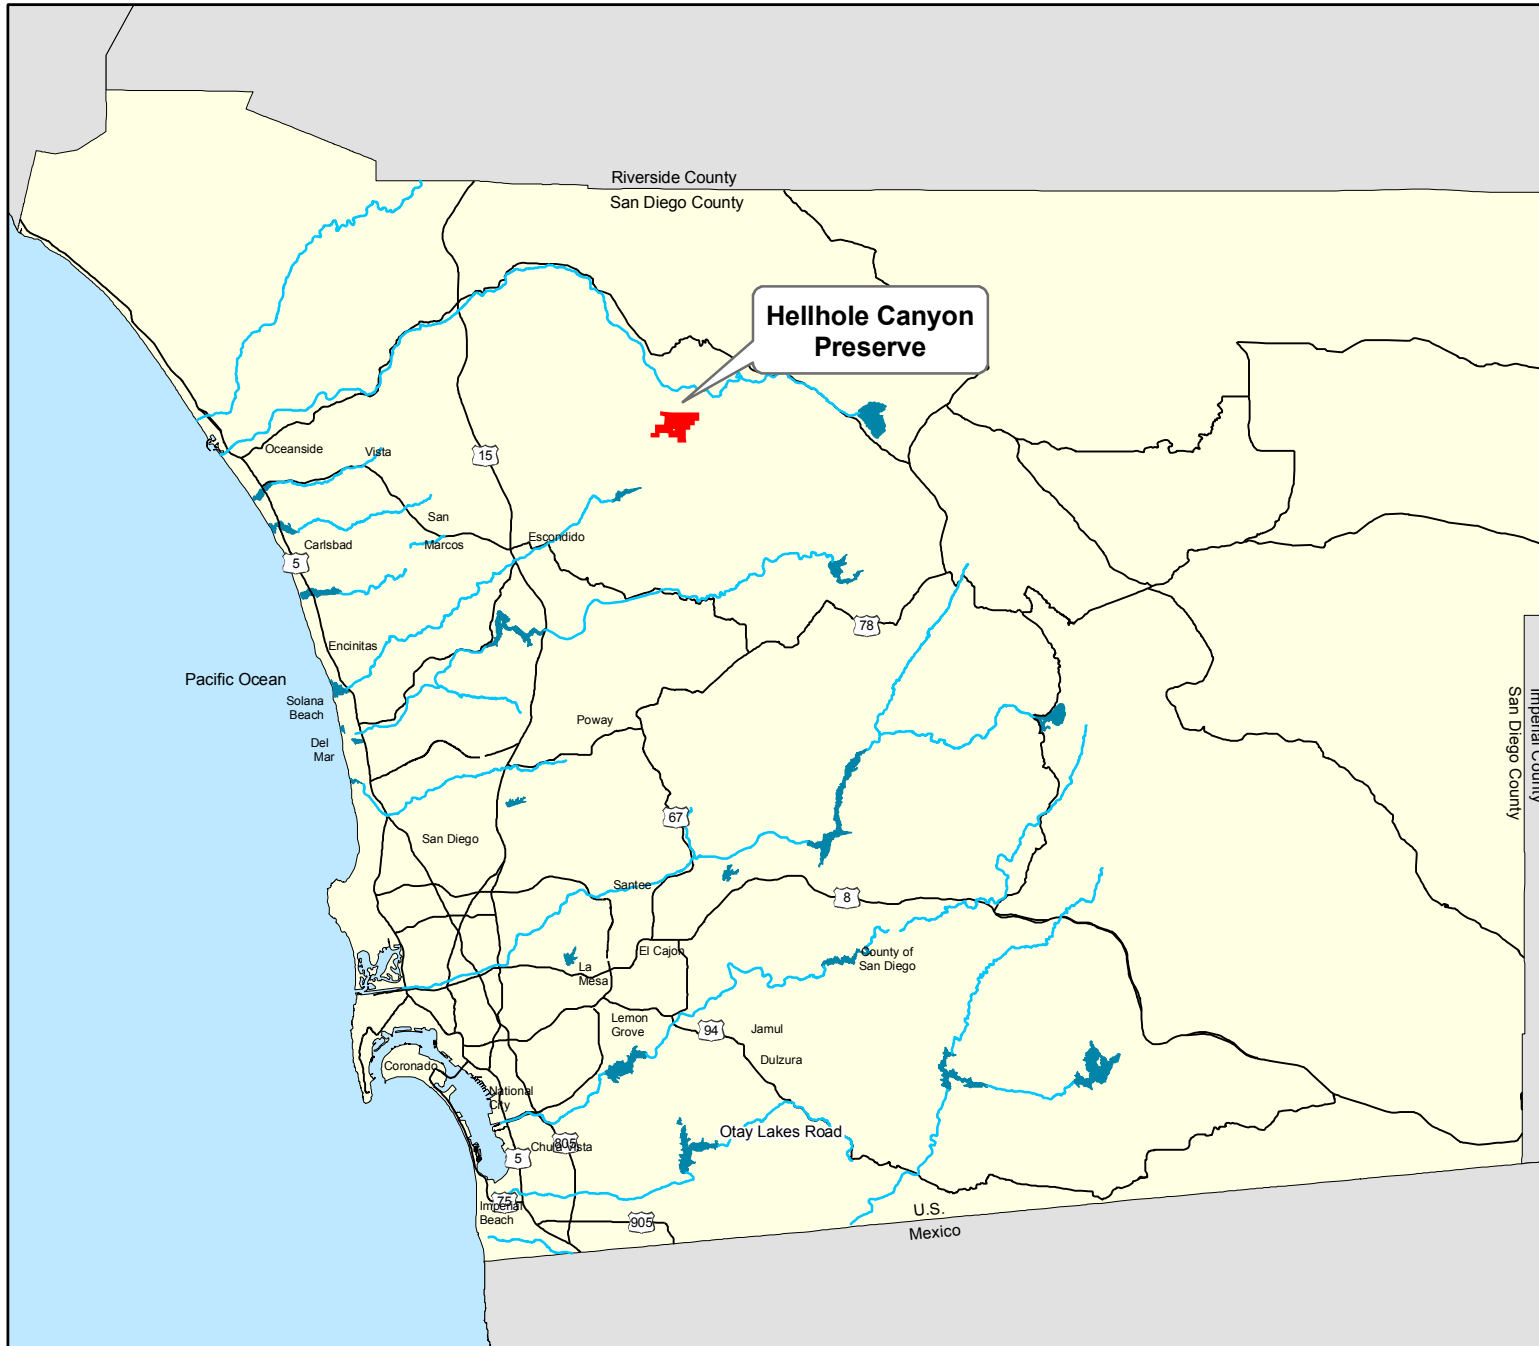 Riverside County
San Diego County
Hellhole Canyon
Preserve
Oceanside
Vista
15
San
Marcos
Escondido
Carlsbad
5
78
Encinitas
Pacific Ocean
Solana
Beach
Del
Mar
Poway
Imperial County
San Diego County
67
San Diego
Santee
8
El Cajon
County of
San Diego
La
Mesa
Lemon
Grove
94
Jamul
Dulzura
Coronado
National
City
Otay Lakes Road
805
Chula Vista
5
75
Imperial
Beach
905
U.S.
Mexico